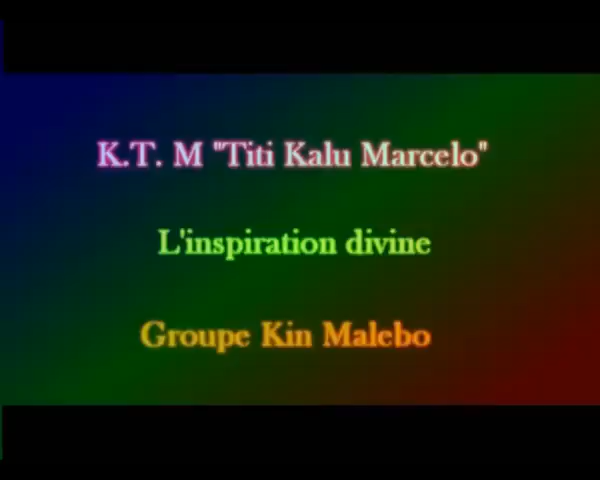 K.T. M "Titi Kalu Marcelo"
L'inspiration divine
Groupe Kin Malebo